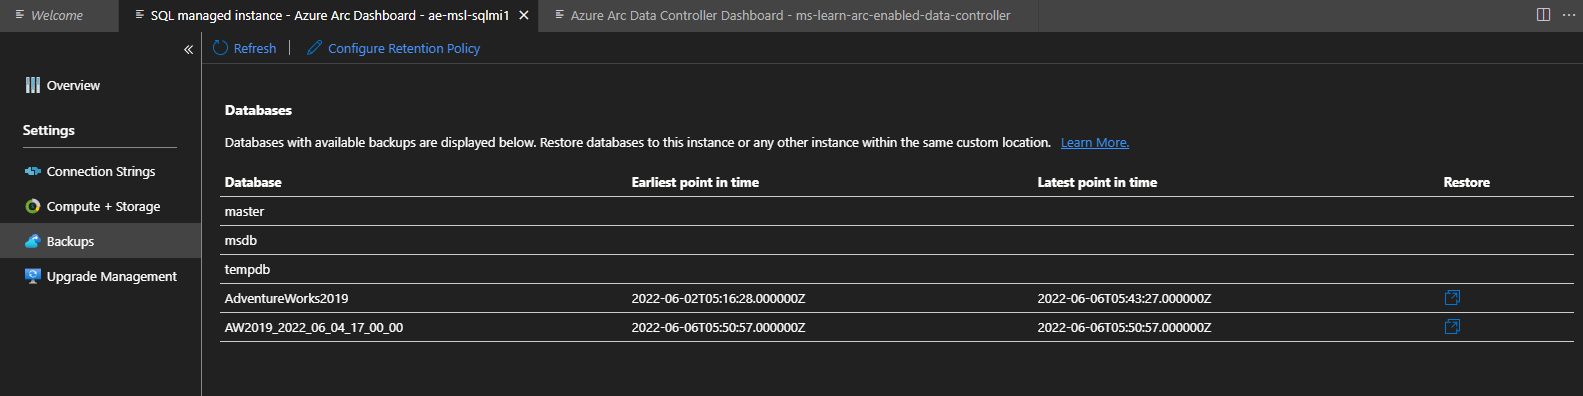 Welcome
SQL managed instance - Azure Arc Dashboard - ae-msl-sqlmi1
Azure Arc Data Controller Dashboard - ms-learn-arc-enabled-data-controller
Refresh
Configure Retention Policy
Overview
Settings
Connection Strings
Compute + Storage
Backups
Upgrade Management
Databases
Databases with available backups are displayed below. Restore databases to this instance or any other instance within the same custom location. Learn More.
Database Earliest point in time Latest point in time Restore
master
msdb
tempdb
AdventureWorks2019 2022-06-02T05:16:28.000000Z 2022-06-06T05:43:27.000000Z
AW2019_2022_06_04_17_00_00 2022-06-06T05:50:57.000000Z 2022-06-06T05:50:57.000000Z